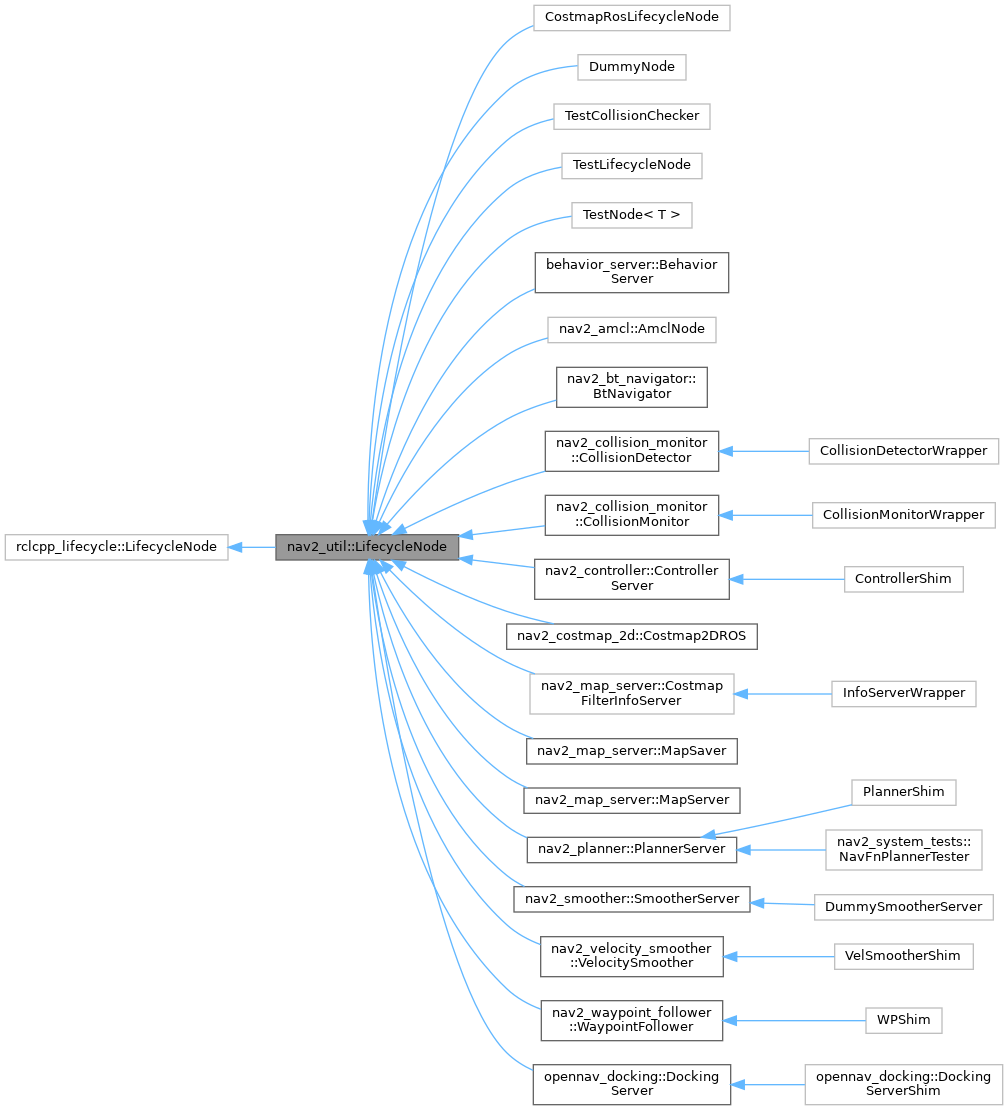 CostmapRosLifecycleNode
DummyNode
TestCollisionChecker
TestLifecycleNode
TestNode< T >
behavior_server::Behavior
Server
nav2_amcl::AmclNode
nav2_bt_navigator::
BtNavigator
nav2_collision_monitor
::CollisionDetector
CollisionDetectorWrapper
nav2_collision_monitor
::CollisionMonitor
CollisionMonitorWrapper
rclcpp_lifecycle::LifecycleNode
nav2_util::LifecycleNode
nav2_controller::Controller
Server
ControllerShim
nav2_costmap_2d::Costmap2DROS
nav2_map_server::Costmap
FilterInfoServer
InfoServerWrapper
nav2_map_server::MapSaver
nav2_map_server::MapServer
PlannerShim
nav2_planner::PlannerServer
nav2_system_tests::
NavFnPlannerTester
nav2_smoother::SmootherServer
DummySmootherServer
nav2_velocity_smoother
::VelocitySmoother
VelSmootherShim
nav2_waypoint_follower
::WaypointFollower
WPShim
opennav_docking::Docking
Server
opennav_docking::Docking
ServerShim